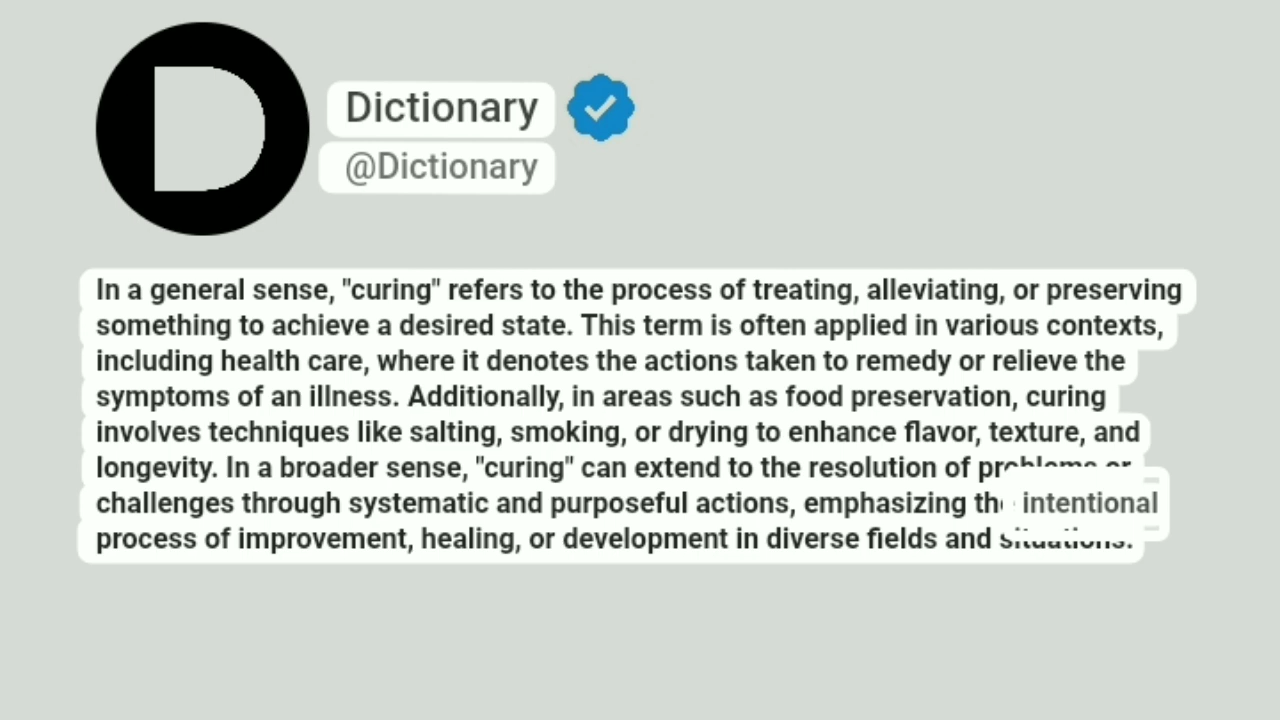 D
Dictionary
@Dictionary
In a general sense, "curing" refers to the process of treating, alleviating, or preserving
something to achieve a desired state. This term is often applied in various contexts,
including health care, where it denotes the actions taken to remedy or relieve the
symptoms of an illness. Additionally, in areas such as food preservation, curing
involves techniques like salting, smoking, or drying to enhance flavor, texture, and
longevity. In a broader sense, "curing" can extend to the resolution of problems or
challenges through systematic and purposeful actions, emphasizing the intentional
process of improvement, healing, or development in diverse fields and situations.